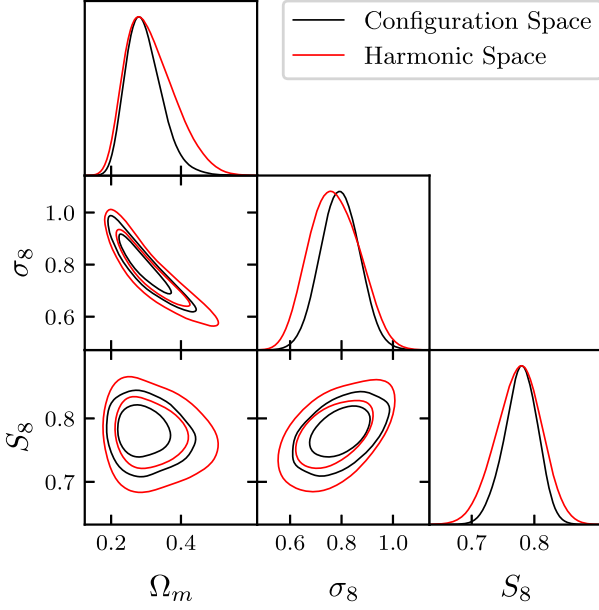 Configuration Space
Harmonic Space
1.0
0.8
0.6
σ₈
0.8
0.7
S₈
0.2 0.4 0.6 0.8 1.0 0.7 0.8
Ωₘ σ₈ S₈